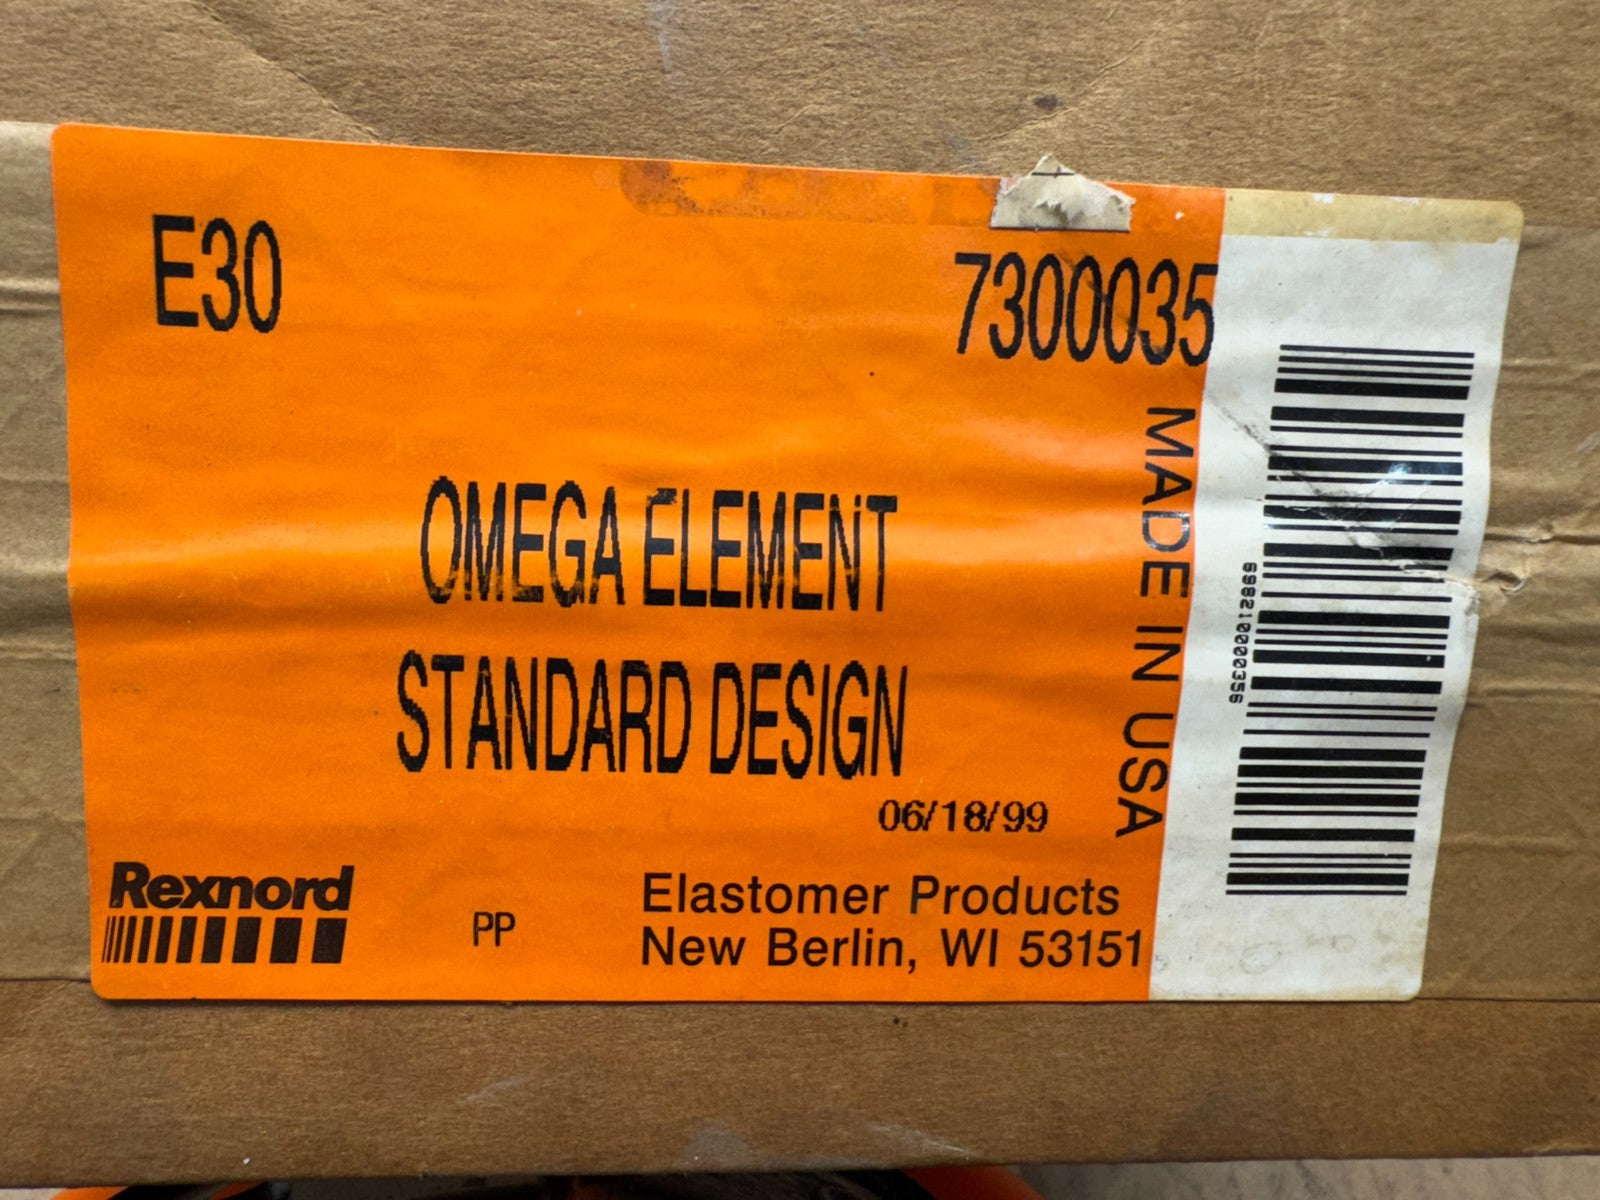 E30
7300035
OMEGA ELEMENT
STANDARD DESIGN
06/18/99
MADE IN USA
698210000356
Rexnord
PP
Elastomer Products
New Berlin, WI 53151